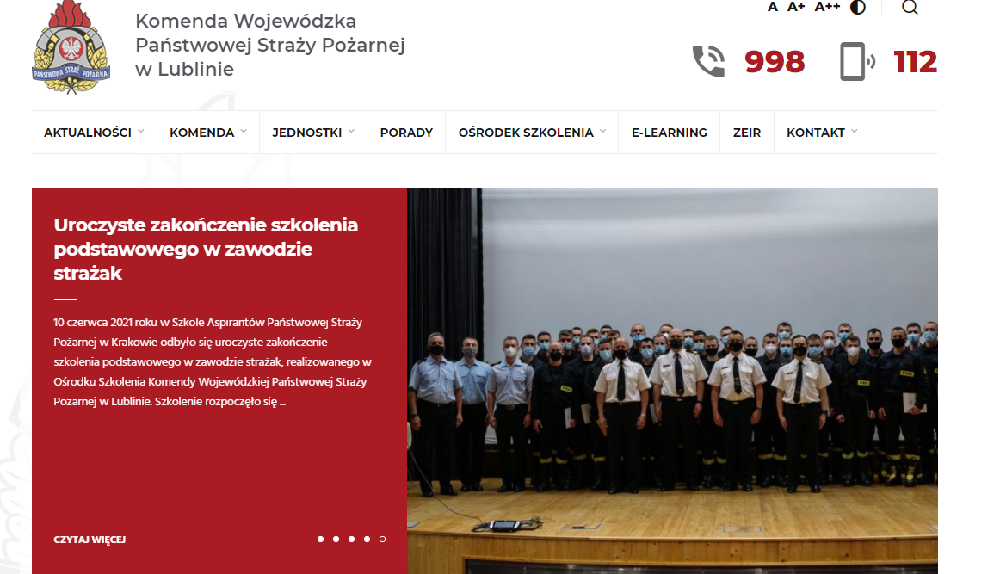 A A+ A++
PAŃSTWOWA STRAŻ POŻARNA
Komenda Wojewódzka
Państwowej Straży Pożarnej
w Lublinie
998
112
AKTUALNOŚCI
KOMENDA
JEDNOSTKI
PORADY
OŚRODEK SZKOLENIA
E-LEARNING
ZEIR
KONTAKT
Uroczyste zakończenie szkolenia
podstawowego w zawodzie
strażak
10 czerwca 2021 roku w Szkole Aspirantów Państwowej Straży
Pożarnej w Krakowie odbyło się uroczyste zakończenie
szkolenia podstawowego w zawodzie strażak, realizowanego w
Ośrodku Szkolenia Komendy Wojewódzkiej Państwowej Straży
Pożarnej w Lublinie. Szkolenie rozpoczęło się ...
CZYTAJ WIĘCEJ